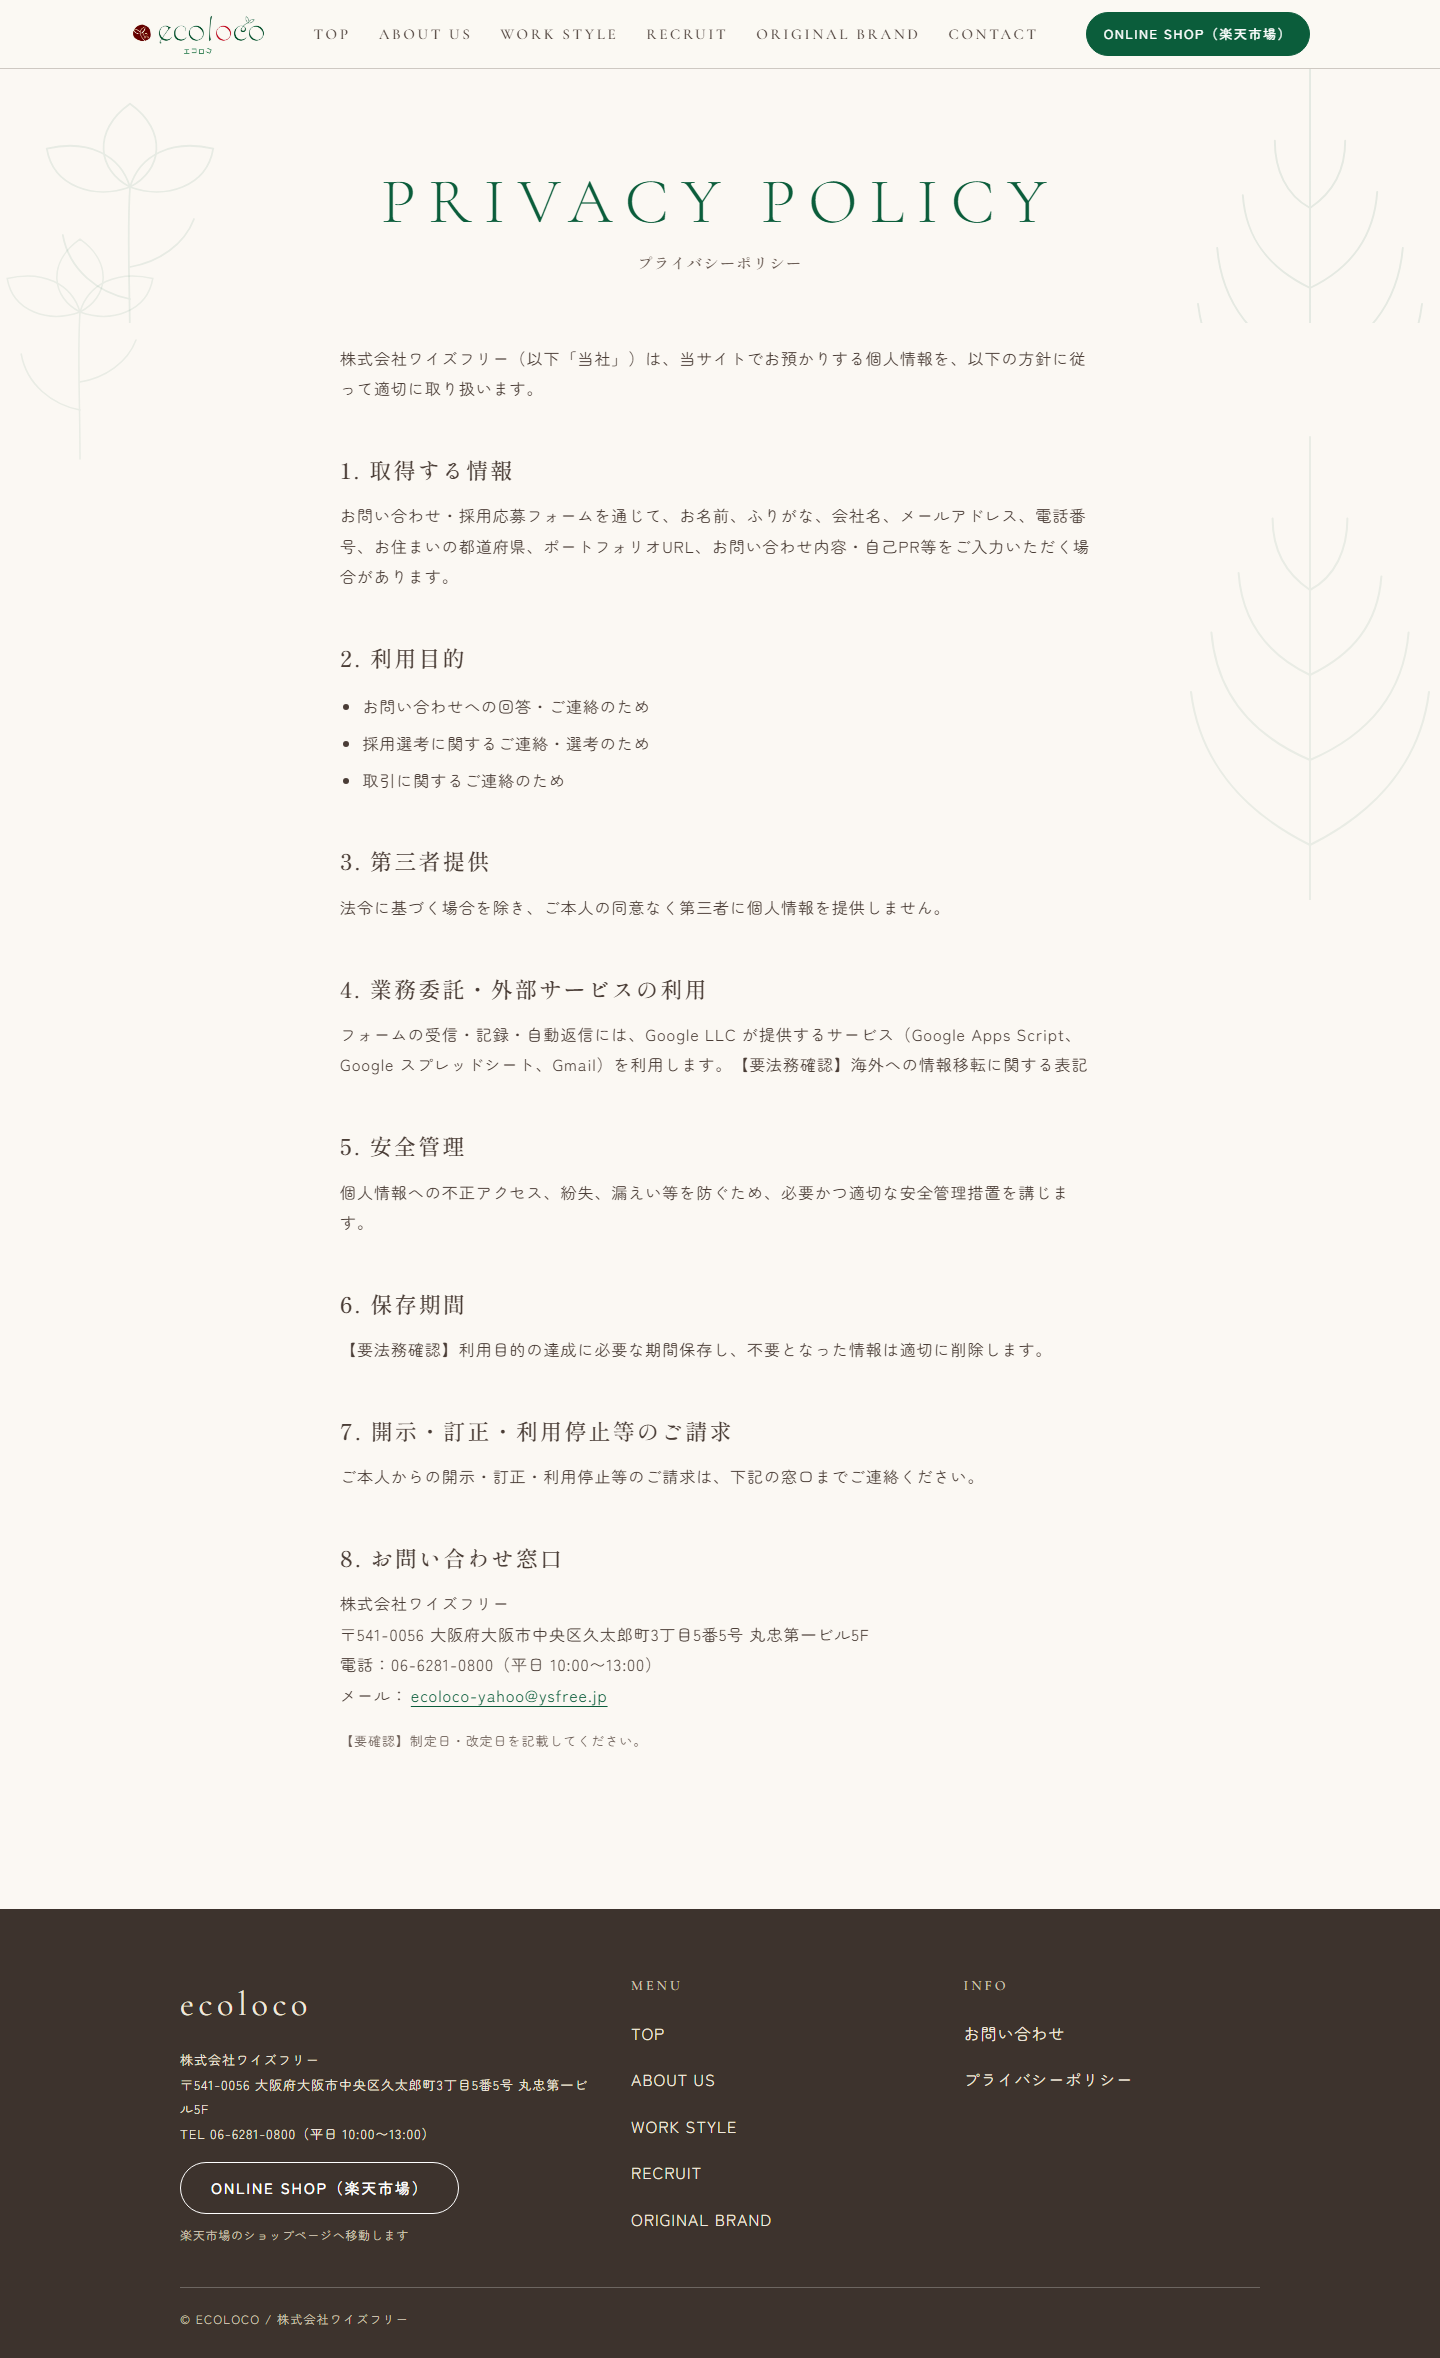 ecoloco
エコロコ
TOP
ABOUT US
WORK STYLE
RECRUIT
ORIGINAL BRAND
CONTACT
ONLINE SHOP（楽天市場）
PRIVACY POLICY
プライバシーポリシー
株式会社ワイズフリー（以下「当社」）は、当サイトでお預かりする個人情報を、以下の方針に従
って適切に取り扱います。
1. 取得する情報
お問い合わせ・採用応募フォームを通じて、お名前、ふりがな、会社名、メールアドレス、電話番
号、お住まいの都道府県、ポートフォリオURL、お問い合わせ内容・自己PR等をご入力いただく場
合があります。
2. 利用目的
• お問い合わせへの回答・ご連絡のため
• 採用選考に関するご連絡・選考のため
• 取引に関するご連絡のため
3. 第三者提供
法令に基づく場合を除き、ご本人の同意なく第三者に個人情報を提供しません。
4. 業務委託・外部サービスの利用
フォームの受信・記録・自動返信には、Google LLC が提供するサービス（Google Apps Script、
Google スプレッドシート、Gmail）を利用します。【要法務確認】海外への情報移転に関する表記
5. 安全管理
個人情報への不正アクセス、紛失、漏えい等を防ぐため、必要かつ適切な安全管理措置を講じま
す。
6. 保存期間
【要法務確認】利用目的の達成に必要な期間保存し、不要となった情報は適切に削除します。
7. 開示・訂正・利用停止等のご請求
ご本人からの開示・訂正・利用停止等のご請求は、下記の窓口までご連絡ください。
8. お問い合わせ窓口
株式会社ワイズフリー
〒541-0056 大阪府大阪市中央区久太郎町3丁目5番5号 丸忠第一ビル5F
電話：06-6281-0800（平日 10:00〜13:00）
メール： ecoloco-yahoo@ysfree.jp
【要確認】制定日・改定日を記載してください。
ecoloco
株式会社ワイズフリー
〒541-0056 大阪府大阪市中央区久太郎町3丁目5番5号 丸忠第一ビ
ル5F
TEL 06-6281-0800（平日 10:00〜13:00）
ONLINE SHOP（楽天市場）
楽天市場のショップページへ移動します
MENU
TOP
ABOUT US
WORK STYLE
RECRUIT
ORIGINAL BRAND
INFO
お問い合わせ
プライバシーポリシー
© ECOLOCO / 株式会社ワイズフリー